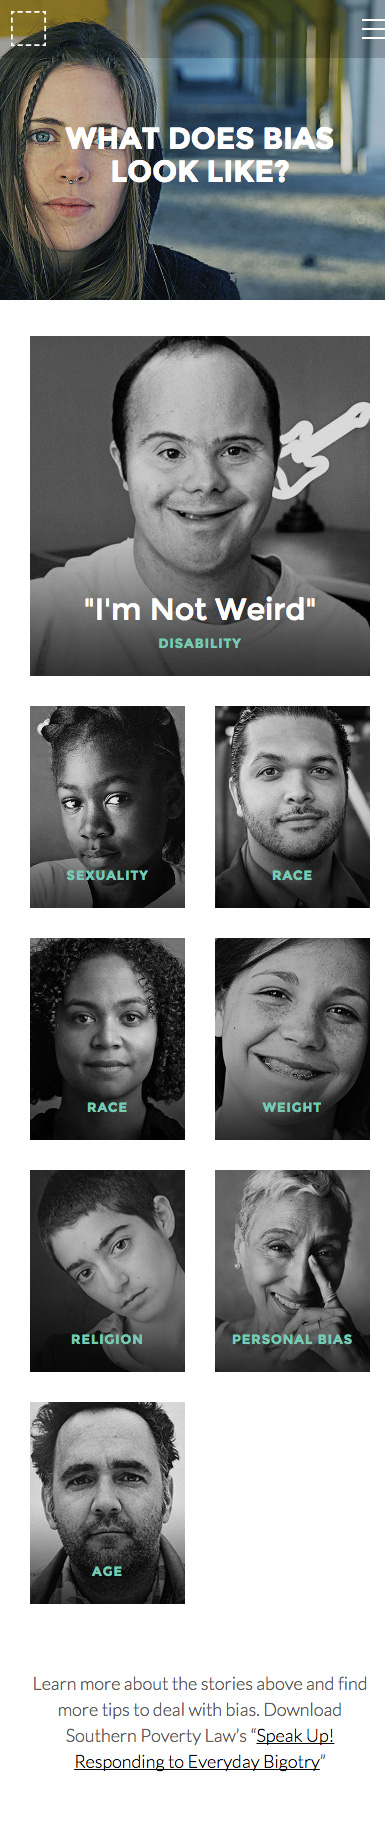 WHAT DOES BIAS
LOOK LIKE?
"I'm Not Weird"
DISABILITY
SEXUALITY
RACE
RACE
WEIGHT
RELIGION
PERSONAL BIAS
AGE
Learn more about the stories above and find
more tips to deal with bias. Download
Southern Poverty Law's “Speak Up!
Responding to Everyday Bigotry”